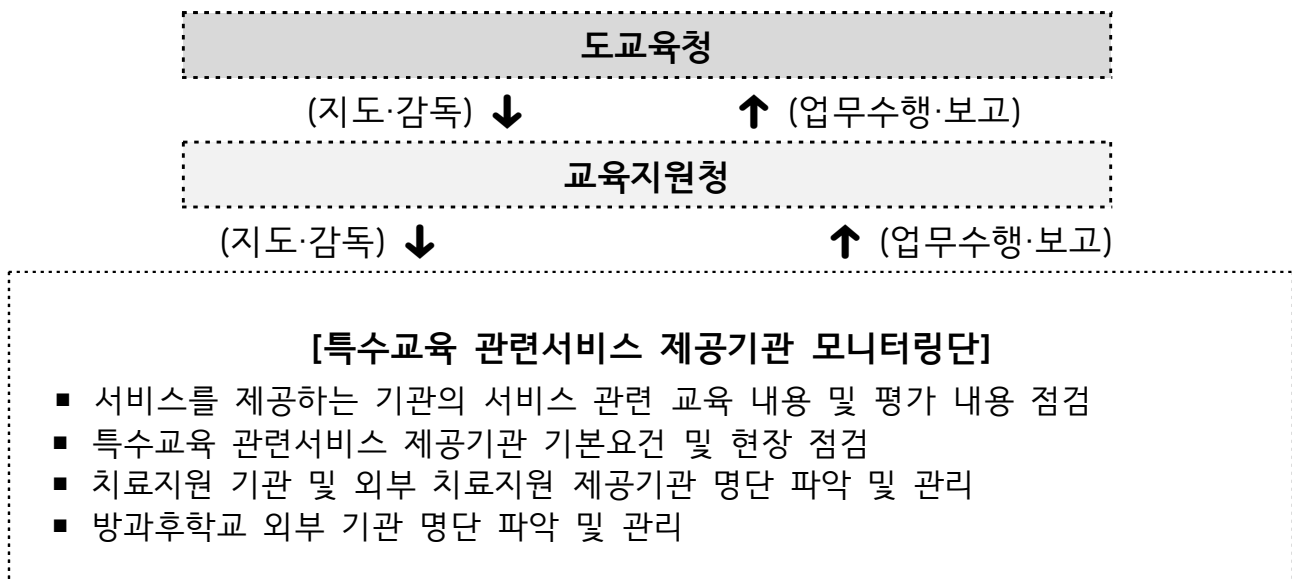 도교육청
(지도·감독) ↓ ↑ (업무수행·보고)
교육지원청
(지도·감독) ↓ ↑ (업무수행·보고)
[특수교육 관련서비스 제공기관 모니터링단]
▪ 서비스를 제공하는 기관의 서비스 관련 교육 내용 및 평가 내용 점검
▪ 특수교육 관련서비스 제공기관 기본요건 및 현장 점검
▪ 치료지원 기관 및 외부 치료지원 제공기관 명단 파악 및 관리
▪ 방과후학교 외부 기관 명단 파악 및 관리